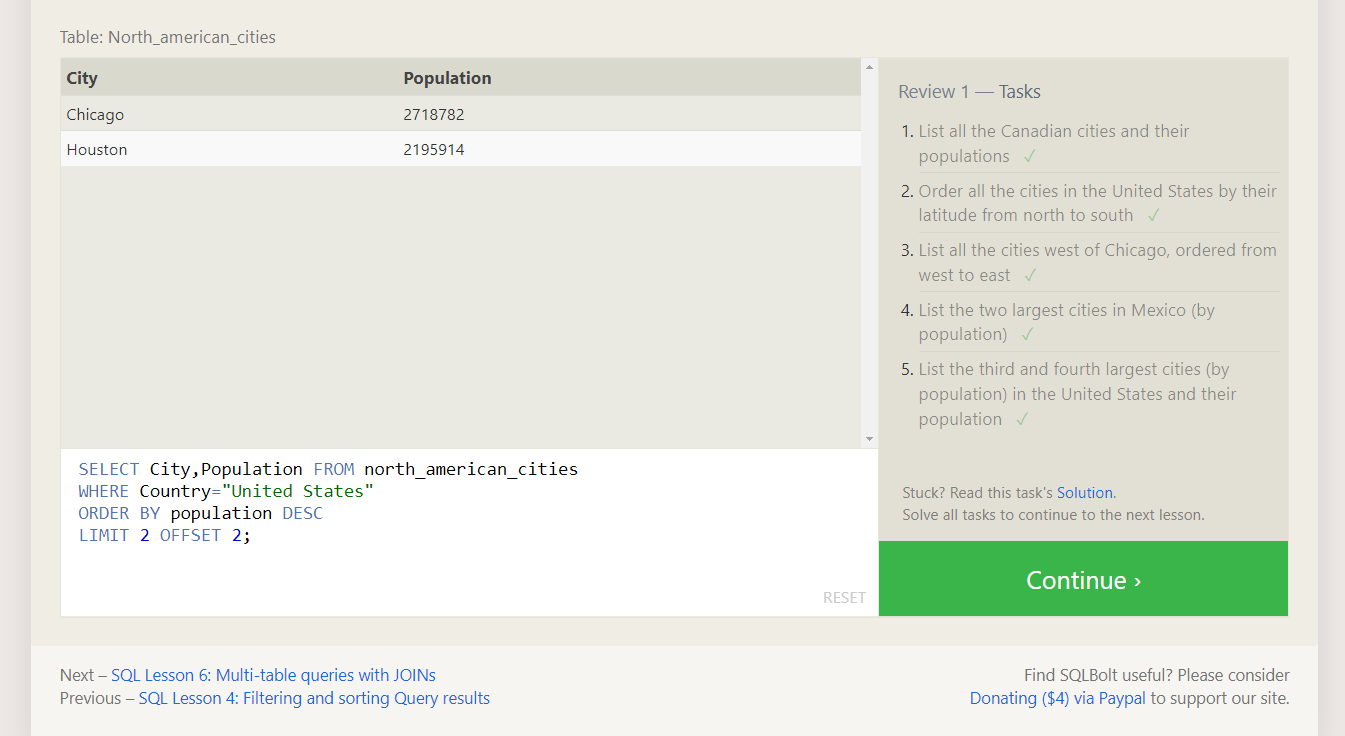 Table: North_american_cities
City Population
Chicago 2718782
Houston 2195914
SELECT City,Population FROM north_american_cities
WHERE Country="United States"
ORDER BY population DESC
LIMIT 2 OFFSET 2;
RESET
Review 1 — Tasks
1. List all the Canadian cities and their
populations ✓
2. Order all the cities in the United States by their
latitude from north to south ✓
3. List all the cities west of Chicago, ordered from
west to east ✓
4. List the two largest cities in Mexico (by
population) ✓
5. List the third and fourth largest cities (by
population) in the United States and their
population ✓
Stuck? Read this task's Solution.
Solve all tasks to continue to the next lesson.
Continue ›
Next – SQL Lesson 6: Multi-table queries with JOINs
Previous – SQL Lesson 4: Filtering and sorting Query results
Find SQLBolt useful? Please consider
Donating ($4) via Paypal to support our site.